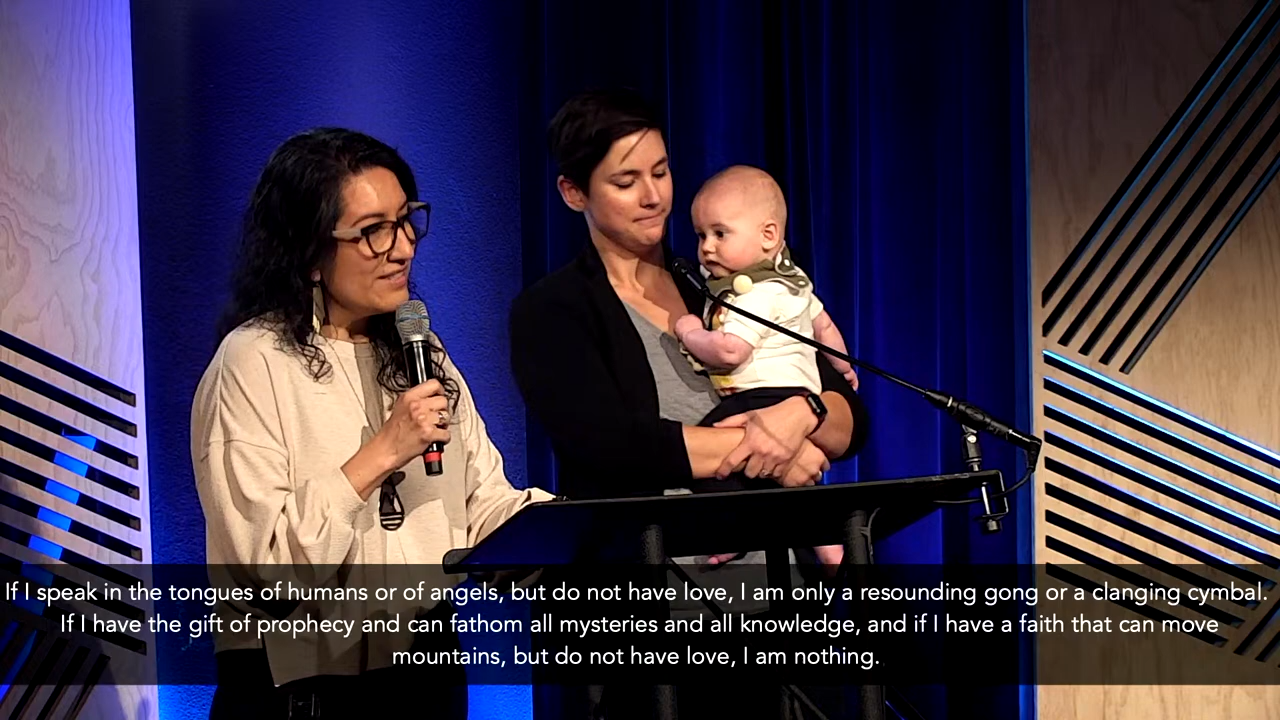 If I speak in the tongues of humans or of angels, but do not have love, I am only a resounding gong or a clanging cymbal.
If I have the gift of prophecy and can fathom all mysteries and all knowledge, and if I have a faith that can move
mountains, but do not have love, I am nothing.